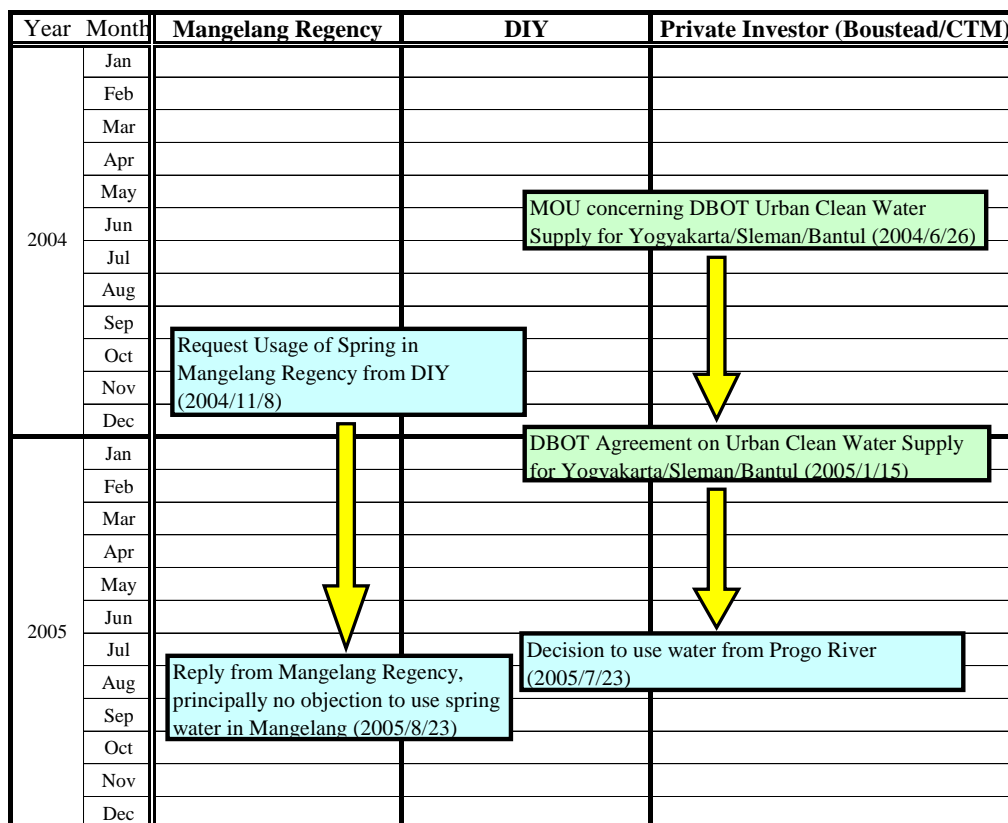 Year Month Mangelang Regency DIY Private Investor (Boustead/CTM)
Jan
Feb
Mar
Apr
May
MOU concerning DBOT Urban Clean Water
Jun
Supply for Yogyakarta/Sleman/Bantul (2004/6/26)
2004
Jul
Aug
Sep
Request Usage of Spring in
Oct
Mangelang Regency from DIY
Nov
(2004/11/8)
Dec
DBOT Agreement on Urban Clean Water Supply
Jan
for Yogyakarta/Sleman/Bantul (2005/1/15)
Feb
Mar
Apr
May
Jun
2005
Jul
Decision to use water from Progo River
Reply from Mangelang Regency,
(2005/7/23)
Aug
principally no objection to use spring
Sep
water in Mangelang (2005/8/23)
Oct
Nov
Dec